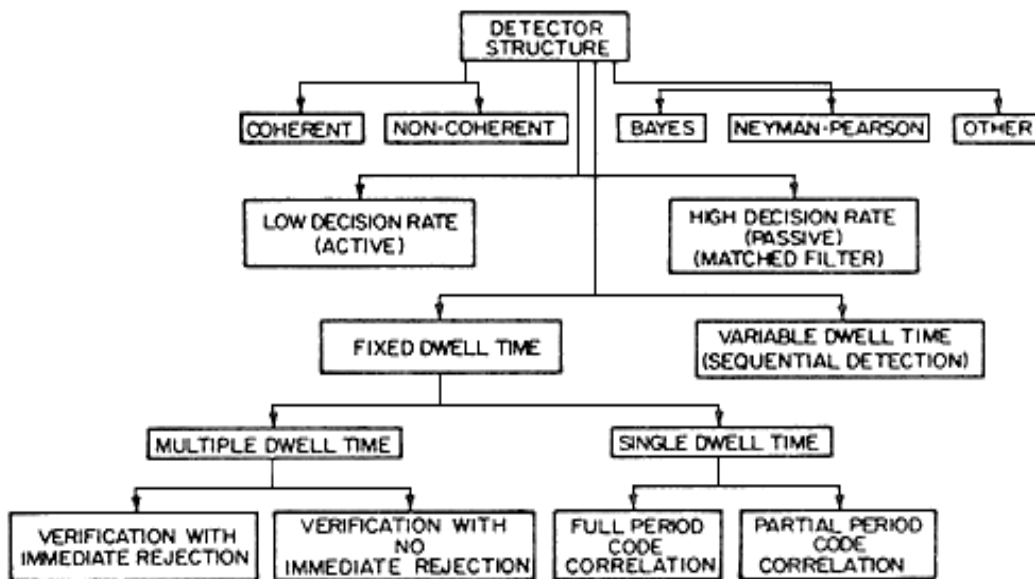 DETECTOR
STRUCTURE
COHERENT
NON-COHERENT
BAYES
NEYMAN-PEARSON
OTHER
LOW DECISION RATE
(ACTIVE)
HIGH DECISION RATE
(PASSIVE)
(MATCHED FILTER)
FIXED DWELL TIME
VARIABLE DWELL TIME
(SEQUENTIAL DETECTION)
MULTIPLE DWELL TIME
SINGLE DWELL TIME
VERIFICATION WITH
IMMEDIATE REJECTION
VERIFICATION WITH
NO
IMMEDIATE REJECTION
FULL PERIOD
CODE
CORRELATION
PARTIAL PERIOD
CODE
CORRELATION